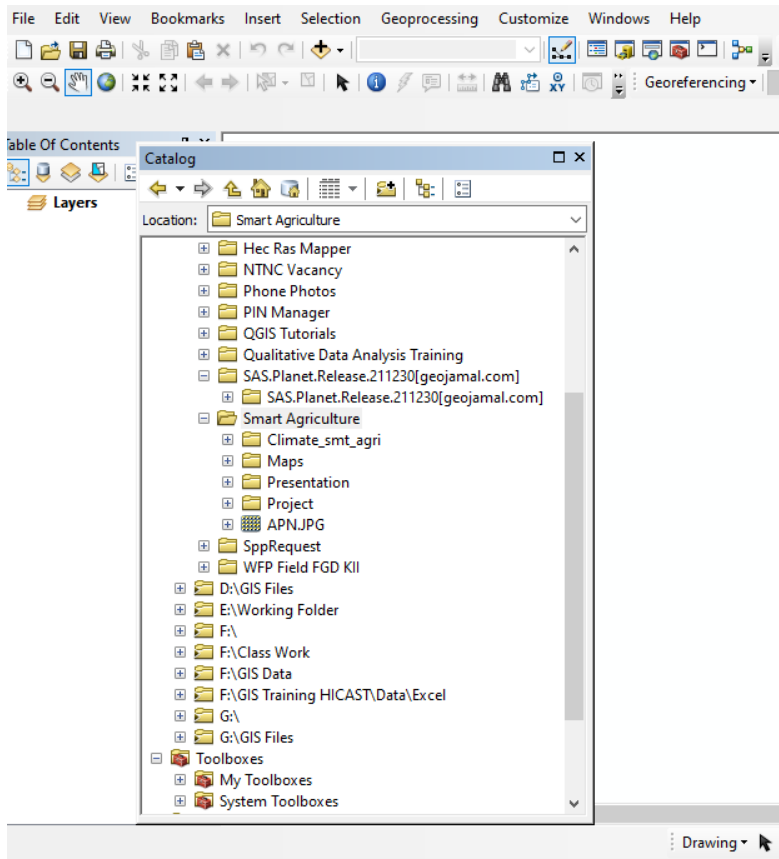 File Edit View Bookmarks Insert Selection Geoprocessing Customize Windows Help
XY Georeferencing
Table Of Contents
Layers
Catalog
Location: Smart Agriculture
Hec Ras Mapper
NTNC Vacancy
Phone Photos
PIN Manager
QGIS Tutorials
Qualitative Data Analysis Training
SAS.Planet.Release.211230[geojamal.com]
SAS.Planet.Release.211230[geojamal.com]
Smart Agriculture
Climate_smt_agri
Maps
Presentation
Project
APN.JPG
SppRequest
WFP Field FGD KII
D:\GIS Files
E:\Working Folder
F:\
F:\Class Work
F:\GIS Data
F:\GIS Training HICAST\Data\Excel
G:\
G:\GIS Files
Toolboxes
My Toolboxes
System Toolboxes
Drawing